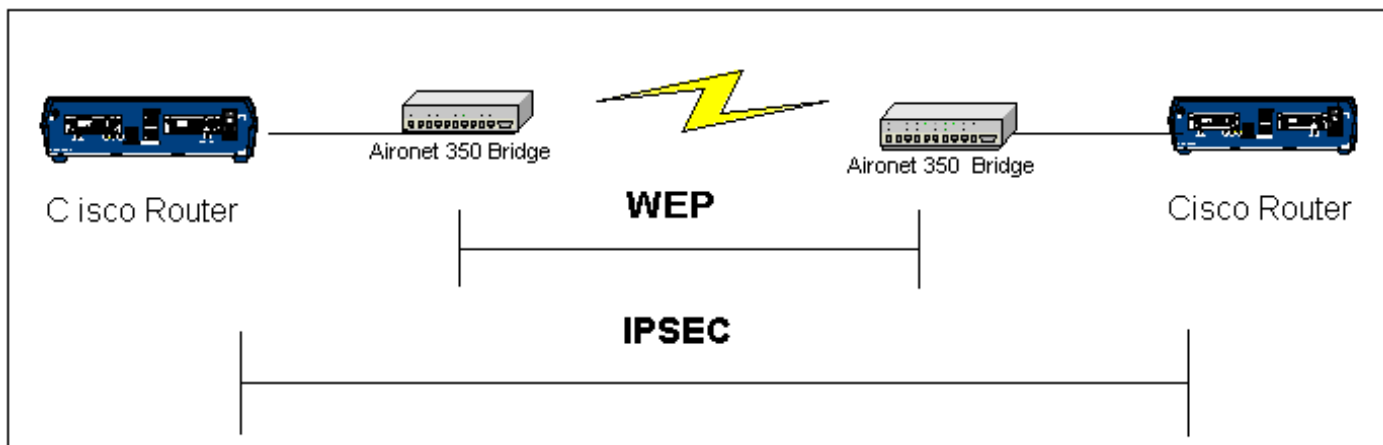 Aironet 350 Bridge
Aironet 350 Bridge
C isco Router
WEP
Cisco Router
IPSEC